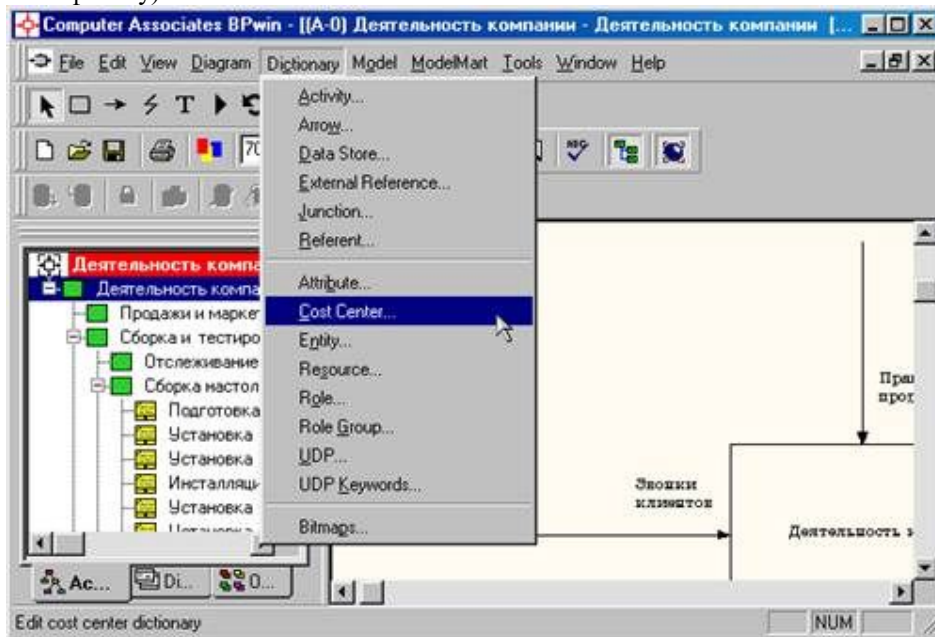 Computer Associates BPwin - [(A-0) Деятельность компании - Деятельность компании [...
File Edit View Diagram Dictionary Model ModelMart Tools Window Help
Activity...
Arrow...
Data Store...
External Reference...
Junction...
Referent...
Attribute...
Cost Center...
Entity...
Resource...
Role...
Role Group...
UDP...
UDP Keywords...
Bitmaps...
Деятельность компа
Деятельность компа
Продажи и маркет
Сборка и тестиро
Отслеживание
Сборка настол
Подготовка
Установка
Установка
Инсталляци
Установка
Ac... Di... O...
Звонки
клиентов
Деятельность
Edit cost center dictionary NUM